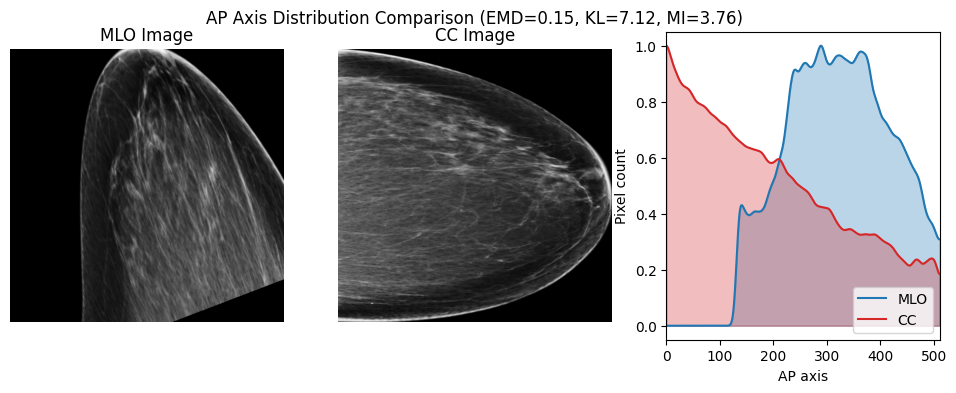 AP Axis Distribution Comparison (EMD=0.15, KL=7.12, MI=3.76)
MLO Image
CC Image
1.0
0.8
0.6
0.4
0.2
0.0
Pixel count
MLO
CC
0 100 200 300 400 500
AP axis